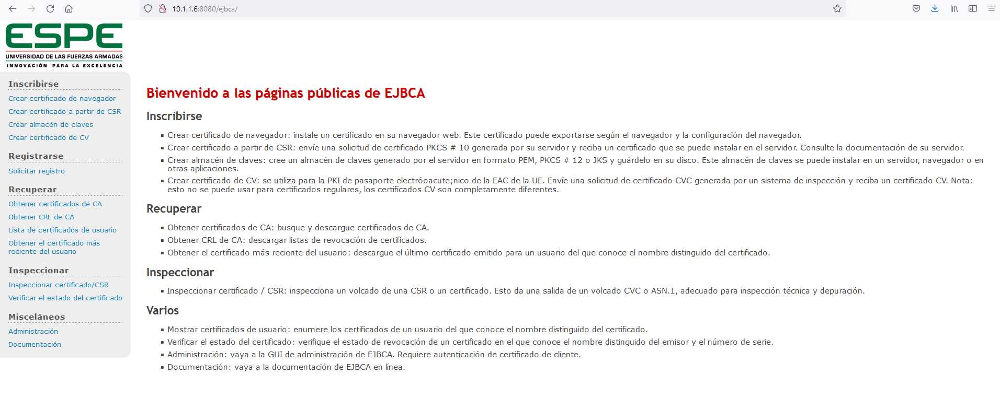 10.1.1.6:8080/ejbca/
ESPE
UNIVERSIDAD DE LAS FUERZAS ARMADAS
INNOVACIÓN PARA LA EXCELENCIA
Inscribirse
Crear certificado de navegador
Crear certificado a partir de CSR
Crear almacén de claves
Crear certificado de CV
Registrarse
Solicitar registro
Recuperar
Obtener certificados de CA
Obtener CRL de CA
Lista de certificados de usuario
Obtener el certificado más
reciente del usuario
Inspeccionar
Inspeccionar certificado/CSR
Verificar el estado del certificado
Misceláneos
Administración
Documentación
Bienvenido a las páginas públicas de EJBCA
Inscríbirse
Crear certificado de navegador: instale un certificado en su navegador web. Este certificado puede exportarse según el navegador y la configuración del navegador.
Crear certificado a partir de CSR: envíe una solicitud de certificado PKCS # 10 generada por su servidor y reciba un certificado que se puede instalar en el servidor. Consulte la documentación de su servidor.
Crear almacén de claves: cree un almacén de claves generado por el servidor en formato PEM, PKCS # 12 o JKS y guárdelo en su disco. Este almacén de claves se puede instalar en un servidor, navegador o en
otras aplicaciones.
Crear certificado de CV: se utiliza para la PKI de pasaporte electróoacute;nico de la EAC de la UE. Envíe una solicitud de certificado CVC generada por un sistema de inspección y reciba un certificado CV. Nota:
esto no se puede usar para certificados regulares, los certificados CV son completamente diferentes.
Recuperar
Obtener certificados de CA: busque y descargue certificados de CA.
Obtener CRL de CA: descargar listas de revocación de certificados.
Obtener el certificado más reciente del usuario: descargue el último certificado emitido para un usuario del que conoce el nombre distinguido del certificado.
Inspeccionar
Inspeccionar certificado / CSR: inspecciona un volcado de una CSR o un certificado. Esto da una salida de un volcado CVC o ASN.1, adecuado para inspección técnica y depuración.
Varios
Mostrar certificados de usuario: enumere los certificados de un usuario del que conoce el nombre distinguido del certificado.
Verificar el estado del certificado: verifique el estado de revocación de un certificado en el que conoce el nombre distinguido del emisor y el número de serie.
Administración: vaya a la GUI de administración de EJBCA. Requiere autenticación de certificado de cliente.
Documentación: vaya a la documentación de EJBCA en línea.